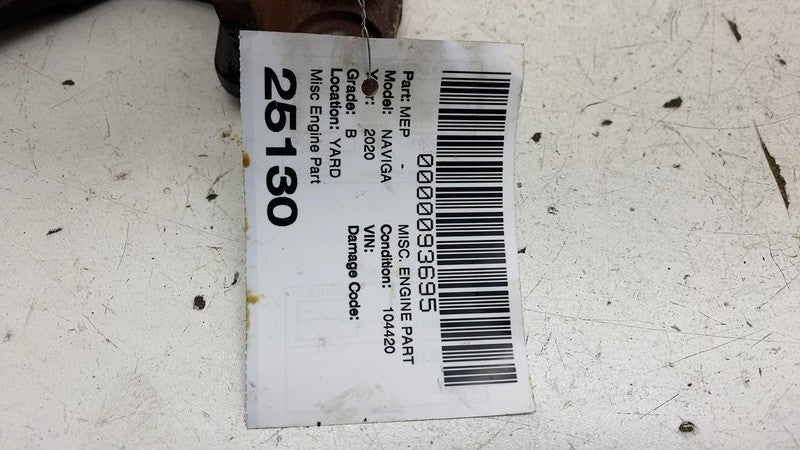 0000093695
Part: MEP - MISC. ENGINE PART
Model: NAVIGA Condition: 104420
Year: 2020 VIN:
Grade: B Damage Code:
Location: YARD
Misc Engine Part
25130